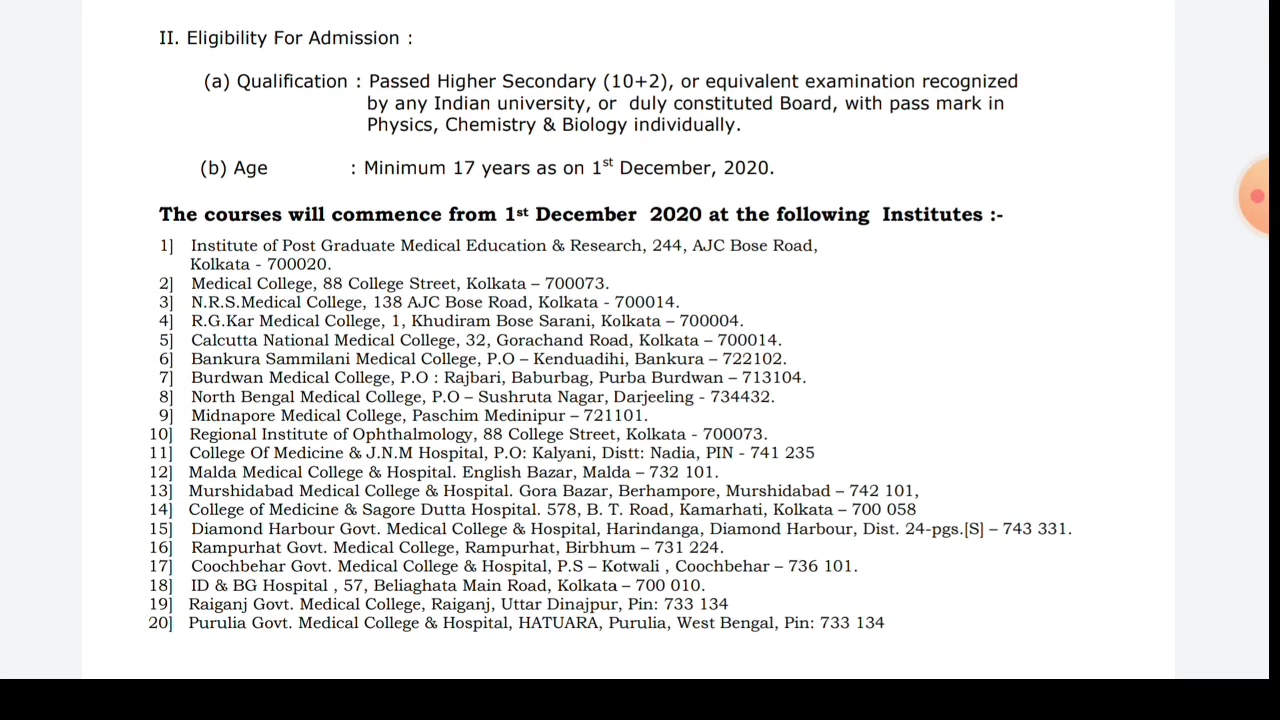 II. Eligibility For Admission :
(a) Qualification : Passed Higher Secondary (10+2), or equivalent examination recognized
by any Indian university, or duly constituted Board, with pass mark in
Physics, Chemistry & Biology individually.
(b) Age : Minimum 17 years as on 1st December, 2020.
The courses will commence from 1st December 2020 at the following Institutes :-
1] Institute of Post Graduate Medical Education & Research, 244, AJC Bose Road,
Kolkata - 700020.
2] Medical College, 88 College Street, Kolkata – 700073.
3] N.R.S.Medical College, 138 AJC Bose Road, Kolkata - 700014.
4] R.G.Kar Medical College, 1, Khudiram Bose Sarani, Kolkata – 700004.
5] Calcutta National Medical College, 32, Gorachand Road, Kolkata – 700014.
6] Bankura Sammilani Medical College, P.O – Kenduadihi, Bankura – 722102.
7] Burdwan Medical College, P.O : Rajbari, Baburbag, Purba Burdwan – 713104.
8] North Bengal Medical College, P.O – Sushruta Nagar, Darjeeling - 734432.
9] Midnapore Medical College, Paschim Medinipur – 721101.
10] Regional Institute of Ophthalmology, 88 College Street, Kolkata - 700073.
11] College Of Medicine & J.N.M Hospital, P.O: Kalyani, Distt: Nadia, PIN - 741 235
12] Malda Medical College & Hospital. English Bazar, Malda – 732 101.
13] Murshidabad Medical College & Hospital. Gora Bazar, Berhampore, Murshidabad – 742 101,
14] College of Medicine & Sagore Dutta Hospital. 578, B. T. Road, Kamarhati, Kolkata – 700 058
15] Diamond Harbour Govt. Medical College & Hospital, Harindanga, Diamond Harbour, Dist. 24-pgs.[S] – 743 331.
16] Rampurhat Govt. Medical College, Rampurhat, Birbhum – 731 224.
17] Coochbehar Govt. Medical College & Hospital, P.S – Kotwali , Coochbehar – 736 101.
18] ID & BG Hospital , 57, Beliaghata Main Road, Kolkata – 700 010.
19] Raiganj Govt. Medical College, Raiganj, Uttar Dinajpur, Pin: 733 134
20] Purulia Govt. Medical College & Hospital, HATUARA, Purulia, West Bengal, Pin: 733 134